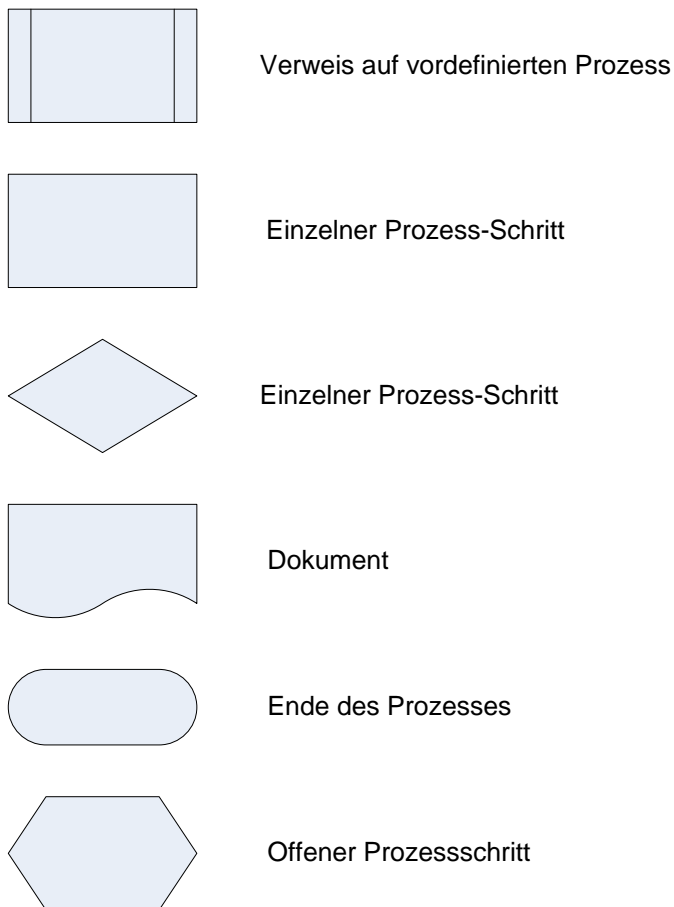 Verweis auf vordefinierten Prozess
Einzelner Prozess-Schritt
Einzelner Prozess-Schritt
Dokument
Ende des Prozesses
Offener Prozessschritt